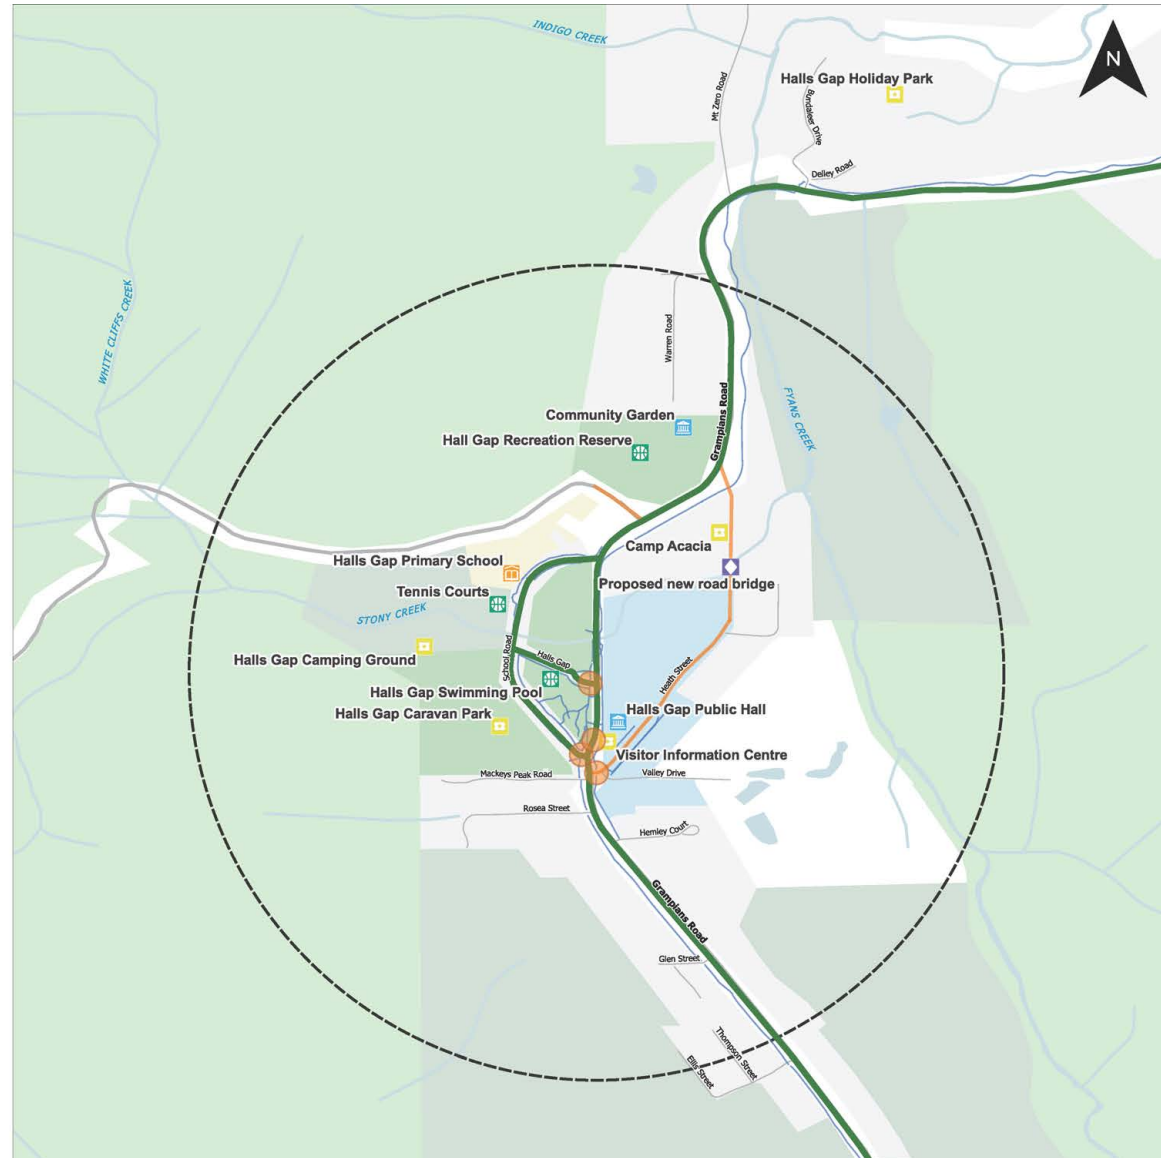 INDIGO CREEK
N
Halls Gap Holiday Park
Mt Zero Road
Bundaleer Drive
Delley Road
WHITE CLIFFS CREEK
Warren Road
FYANS CREEK
Grampians Road
Community Garden
Hall Gap Recreation Reserve
Camp Acacia
Halls Gap Primary School
Proposed new road bridge
Tennis Courts
STONY CREEK
School Road
Halls Gap
Halls Gap Camping Ground
Heath Street
Halls Gap Swimming Pool
Halls Gap Caravan Park
Halls Gap Public Hall
Visitor Information Centre
Mackeys Peak Road
Valley Drive
Rosea Street
Hemley Court
Grampians Road
Glen Street
Thompson Street
Ellis Street